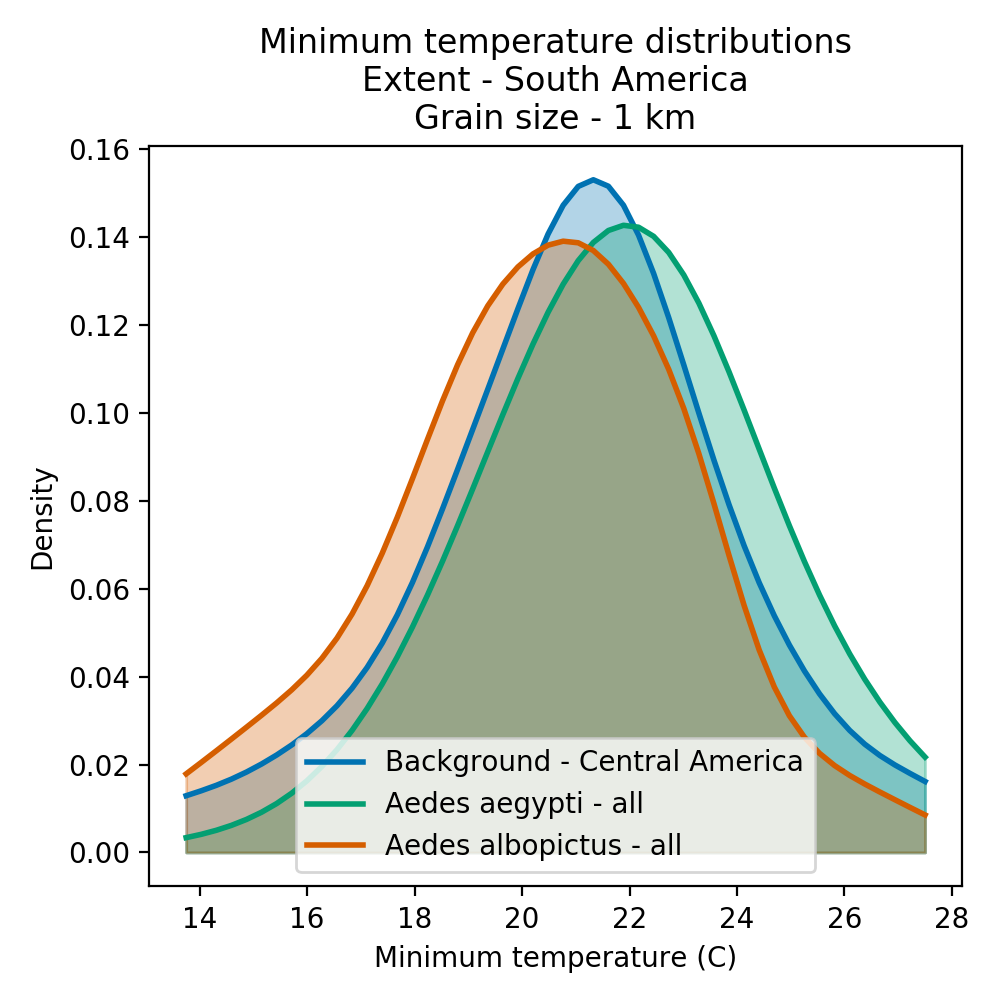 Minimum temperature distributions
Extent - South America
Grain size - 1 km
0.16
0.14
0.12
0.10
0.08
0.06
0.04
0.02
0.00
Density
Background - Central America
Aedes aegypti - all
Aedes albopictus - all
14 16 18 20 22 24 26 28
Minimum temperature (C)